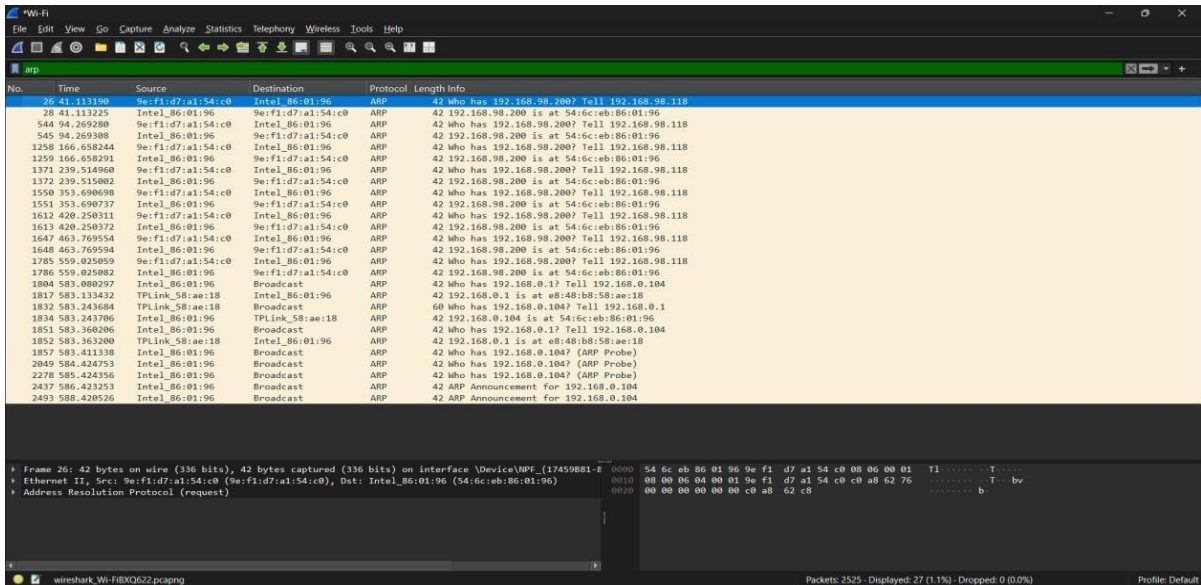 *Wi-Fi
File Edit View Go Capture Analyze Statistics Telephony Wireless Tools Help
arp
No. Time Source Destination Protocol Length Info
26 41.113190 9e:f1:d7:a1:54:c0 Intel_86:01:96 ARP 42 Who has 192.168.98.200? Tell 192.168.98.118
28 41.113225 Intel_86:01:96 9e:f1:d7:a1:54:c0 ARP 42 192.168.98.200 is at 54:6c:eb:86:01:96
544 94.269280 9e:f1:d7:a1:54:c0 Intel_86:01:96 ARP 42 Who has 192.168.98.200? Tell 192.168.98.118
545 94.269308 Intel_86:01:96 9e:f1:d7:a1:54:c0 ARP 42 192.168.98.200 is at 54:6c:eb:86:01:96
1258 166.658244 9e:f1:d7:a1:54:c0 Intel_86:01:96 ARP 42 Who has 192.168.98.200? Tell 192.168.98.118
1259 166.658291 Intel_86:01:96 9e:f1:d7:a1:54:c0 ARP 42 192.168.98.200 is at 54:6c:eb:86:01:96
1371 239.514960 9e:f1:d7:a1:54:c0 Intel_86:01:96 ARP 42 Who has 192.168.98.200? Tell 192.168.98.118
1372 239.515002 Intel_86:01:96 9e:f1:d7:a1:54:c0 ARP 42 192.168.98.200 is at 54:6c:eb:86:01:96
1550 353.690698 9e:f1:d7:a1:54:c0 Intel_86:01:96 ARP 42 Who has 192.168.98.200? Tell 192.168.98.118
1551 353.690737 Intel_86:01:96 9e:f1:d7:a1:54:c0 ARP 42 192.168.98.200 is at 54:6c:eb:86:01:96
1612 420.250311 9e:f1:d7:a1:54:c0 Intel_86:01:96 ARP 42 Who has 192.168.98.200? Tell 192.168.98.118
1613 420.250372 Intel_86:01:96 9e:f1:d7:a1:54:c0 ARP 42 192.168.98.200 is at 54:6c:eb:86:01:96
1647 463.769554 9e:f1:d7:a1:54:c0 Intel_86:01:96 ARP 42 Who has 192.168.98.200? Tell 192.168.98.118
1648 463.769594 Intel_86:01:96 9e:f1:d7:a1:54:c0 ARP 42 192.168.98.200 is at 54:6c:eb:86:01:96
1785 559.025059 9e:f1:d7:a1:54:c0 Intel_86:01:96 ARP 42 Who has 192.168.98.200? Tell 192.168.98.118
1786 559.025082 Intel_86:01:96 9e:f1:d7:a1:54:c0 ARP 42 192.168.98.200 is at 54:6c:eb:86:01:96
1804 583.080297 Intel_86:01:96 Broadcast ARP 42 Who has 192.168.0.1? Tell 192.168.0.104
1817 583.133432 TPLink_58:ae:18 Intel_86:01:96 ARP 42 192.168.0.1 is at e8:48:b8:58:ae:18
1832 583.243684 TPLink_58:ae:18 Broadcast ARP 60 Who has 192.168.0.104? Tell 192.168.0.1
1834 583.243706 Intel_86:01:96 TPLink_58:ae:18 ARP 42 192.168.0.104 is at 54:6c:eb:86:01:96
1851 583.360206 Intel_86:01:96 Broadcast ARP 42 Who has 192.168.0.1? Tell 192.168.0.104
1852 583.363200 TPLink_58:ae:18 Intel_86:01:96 ARP 42 192.168.0.1 is at e8:48:b8:58:ae:18
1857 583.411338 Intel_86:01:96 Broadcast ARP 42 Who has 192.168.0.104? (ARP Probe)
2049 584.424753 Intel_86:01:96 Broadcast ARP 42 Who has 192.168.0.104? (ARP Probe)
2278 585.424356 Intel_86:01:96 Broadcast ARP 42 Who has 192.168.0.104? (ARP Probe)
2437 586.423253 Intel_86:01:96 Broadcast ARP 42 ARP Announcement for 192.168.0.104
2493 588.420526 Intel_86:01:96 Broadcast ARP 42 ARP Announcement for 192.168.0.104
Frame 26: 42 bytes on wire (336 bits), 42 bytes captured (336 bits) on interface \Device\NPF_{17459B81-8
Ethernet II, Src: 9e:f1:d7:a1:54:c0 (9e:f1:d7:a1:54:c0), Dst: Intel_86:01:96 (54:6c:eb:86:01:96)
Address Resolution Protocol (request)
0000 54 6c eb 86 01 96 9e f1 d7 a1 54 c0 08 06 00 01 Tl······ ··T·····
0010 08 00 06 04 00 01 9e f1 d7 a1 54 c0 c0 a8 62 76 ········ ··T···bv
0020 00 00 00 00 00 00 c0 a8 62 c8 ········ b·
wireshark_Wi-FiBXQ622.pcapng Packets: 2525 · Displayed: 27 (1.1%) · Dropped: 0 (0.0%) Profile: Default